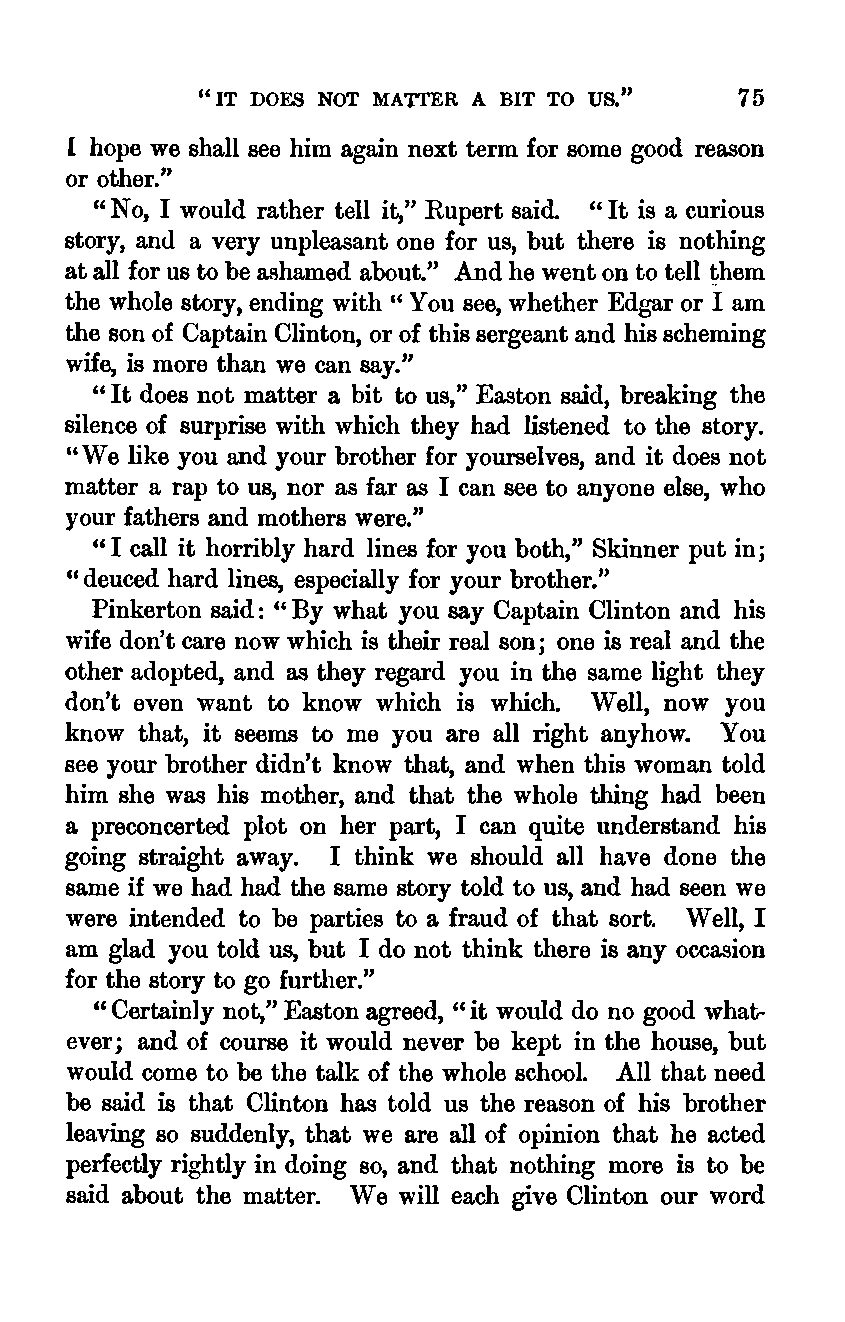 "IT DOES NOT MATTER A BIT TO US." 75
I hope we shall see him again next term for some good reason
or other."
"No, I would rather tell it," Rupert said. "It is a curious
story, and a very unpleasant one for us, but there is nothing
at all for us to be ashamed about." And he went on to tell them
the whole story, ending with "You see, whether Edgar or I am
the son of Captain Clinton, or of this sergeant and his scheming
wife, is more than we can say."
"It does not matter a bit to us," Easton said, breaking the
silence of surprise with which they had listened to the story.
"We like you and your brother for yourselves, and it does not
matter a rap to us, nor as far as I can see to anyone else, who
your fathers and mothers were."
"I call it horribly hard lines for you both," Skinner put in;
"deuced hard lines, especially for your brother."
Pinkerton said: "By what you say Captain Clinton and his
wife don't care now which is their real son; one is real and the
other adopted, and as they regard you in the same light they
don't even want to know which is which. Well, now you
know that, it seems to me you are all right anyhow. You
see your brother didn't know that, and when this woman told
him she was his mother, and that the whole thing had been
a preconcerted plot on her part, I can quite understand his
going straight away. I think we should all have done the
same if we had had the same story told to us, and had seen we
were intended to be parties to a fraud of that sort. Well, I
am glad you told us, but I do not think there is any occasion
for the story to go further."
"Certainly not," Easton agreed, "it would do no good what-
ever; and of course it would never be kept in the house, but
would come to be the talk of the whole school. All that need
be said is that Clinton has told us the reason of his brother
leaving so suddenly, that we are all of opinion that he acted
perfectly rightly in doing so, and that nothing more is to be
said about the matter. We will each give Clinton our word